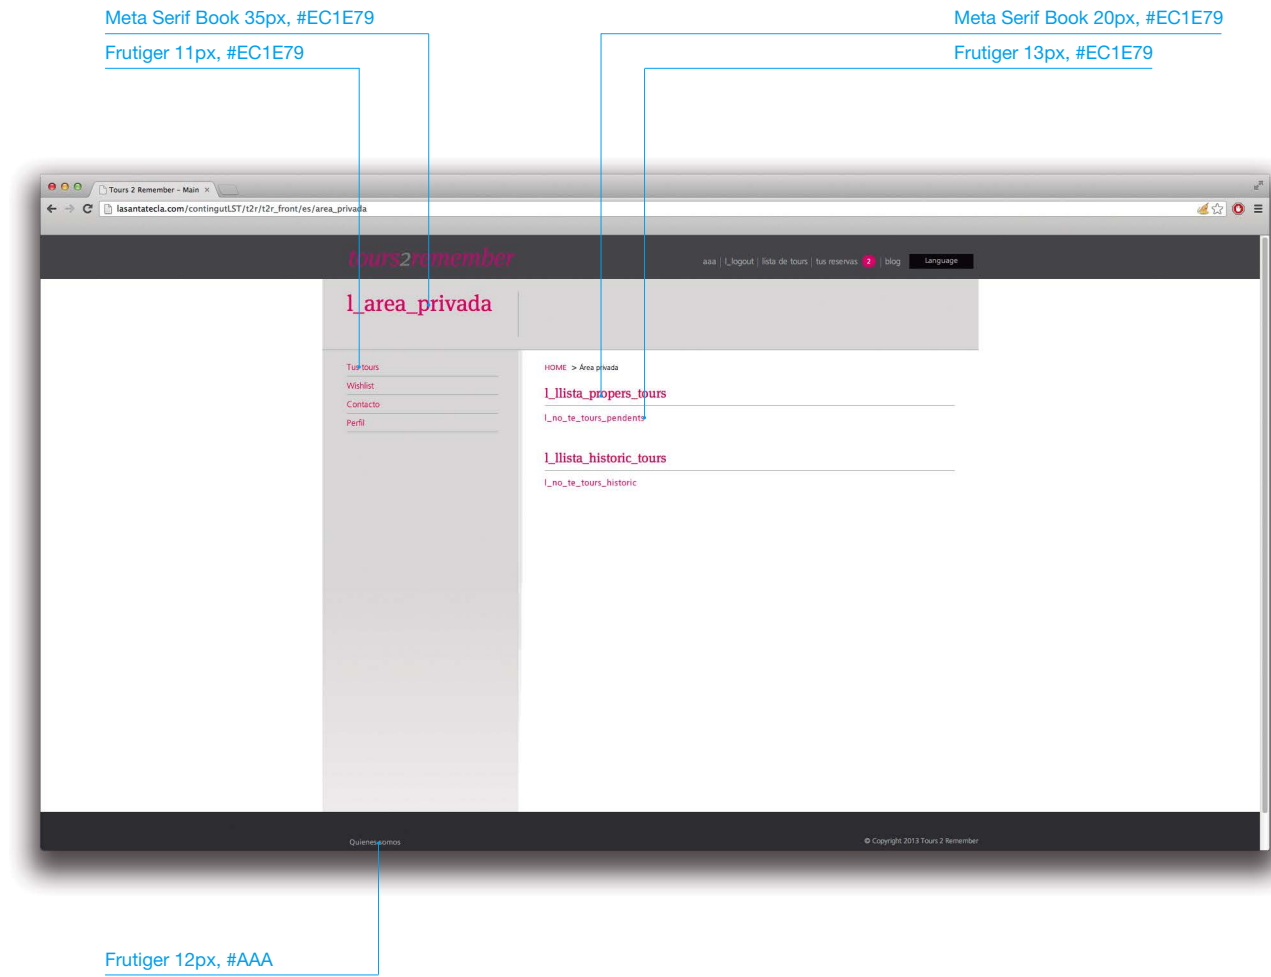 Meta Serif Book 35px, #EC1E79
Meta Serif Book 20px, #EC1E79
Frutiger 11px, #EC1E79
Frutiger 13px, #EC1E79
Tours 2 Remember – Main ×
lasantatecla.com/contingutLST/t2r/t2r_front/es/area_privada
tours2remember
aaa | l_logout | lista de tours | tus reservas 2 | blog Language
l_area_privada
Tus tours
Wishlist
Contacto
Perfil
HOME > Área privada
l_llista_propers_tours
l_no_te_tours_pendents
l_llista_historic_tours
l_no_te_tours_historic
Quienes somos
© Copyright 2013 Tours 2 Remember
Frutiger 12px, #AAA